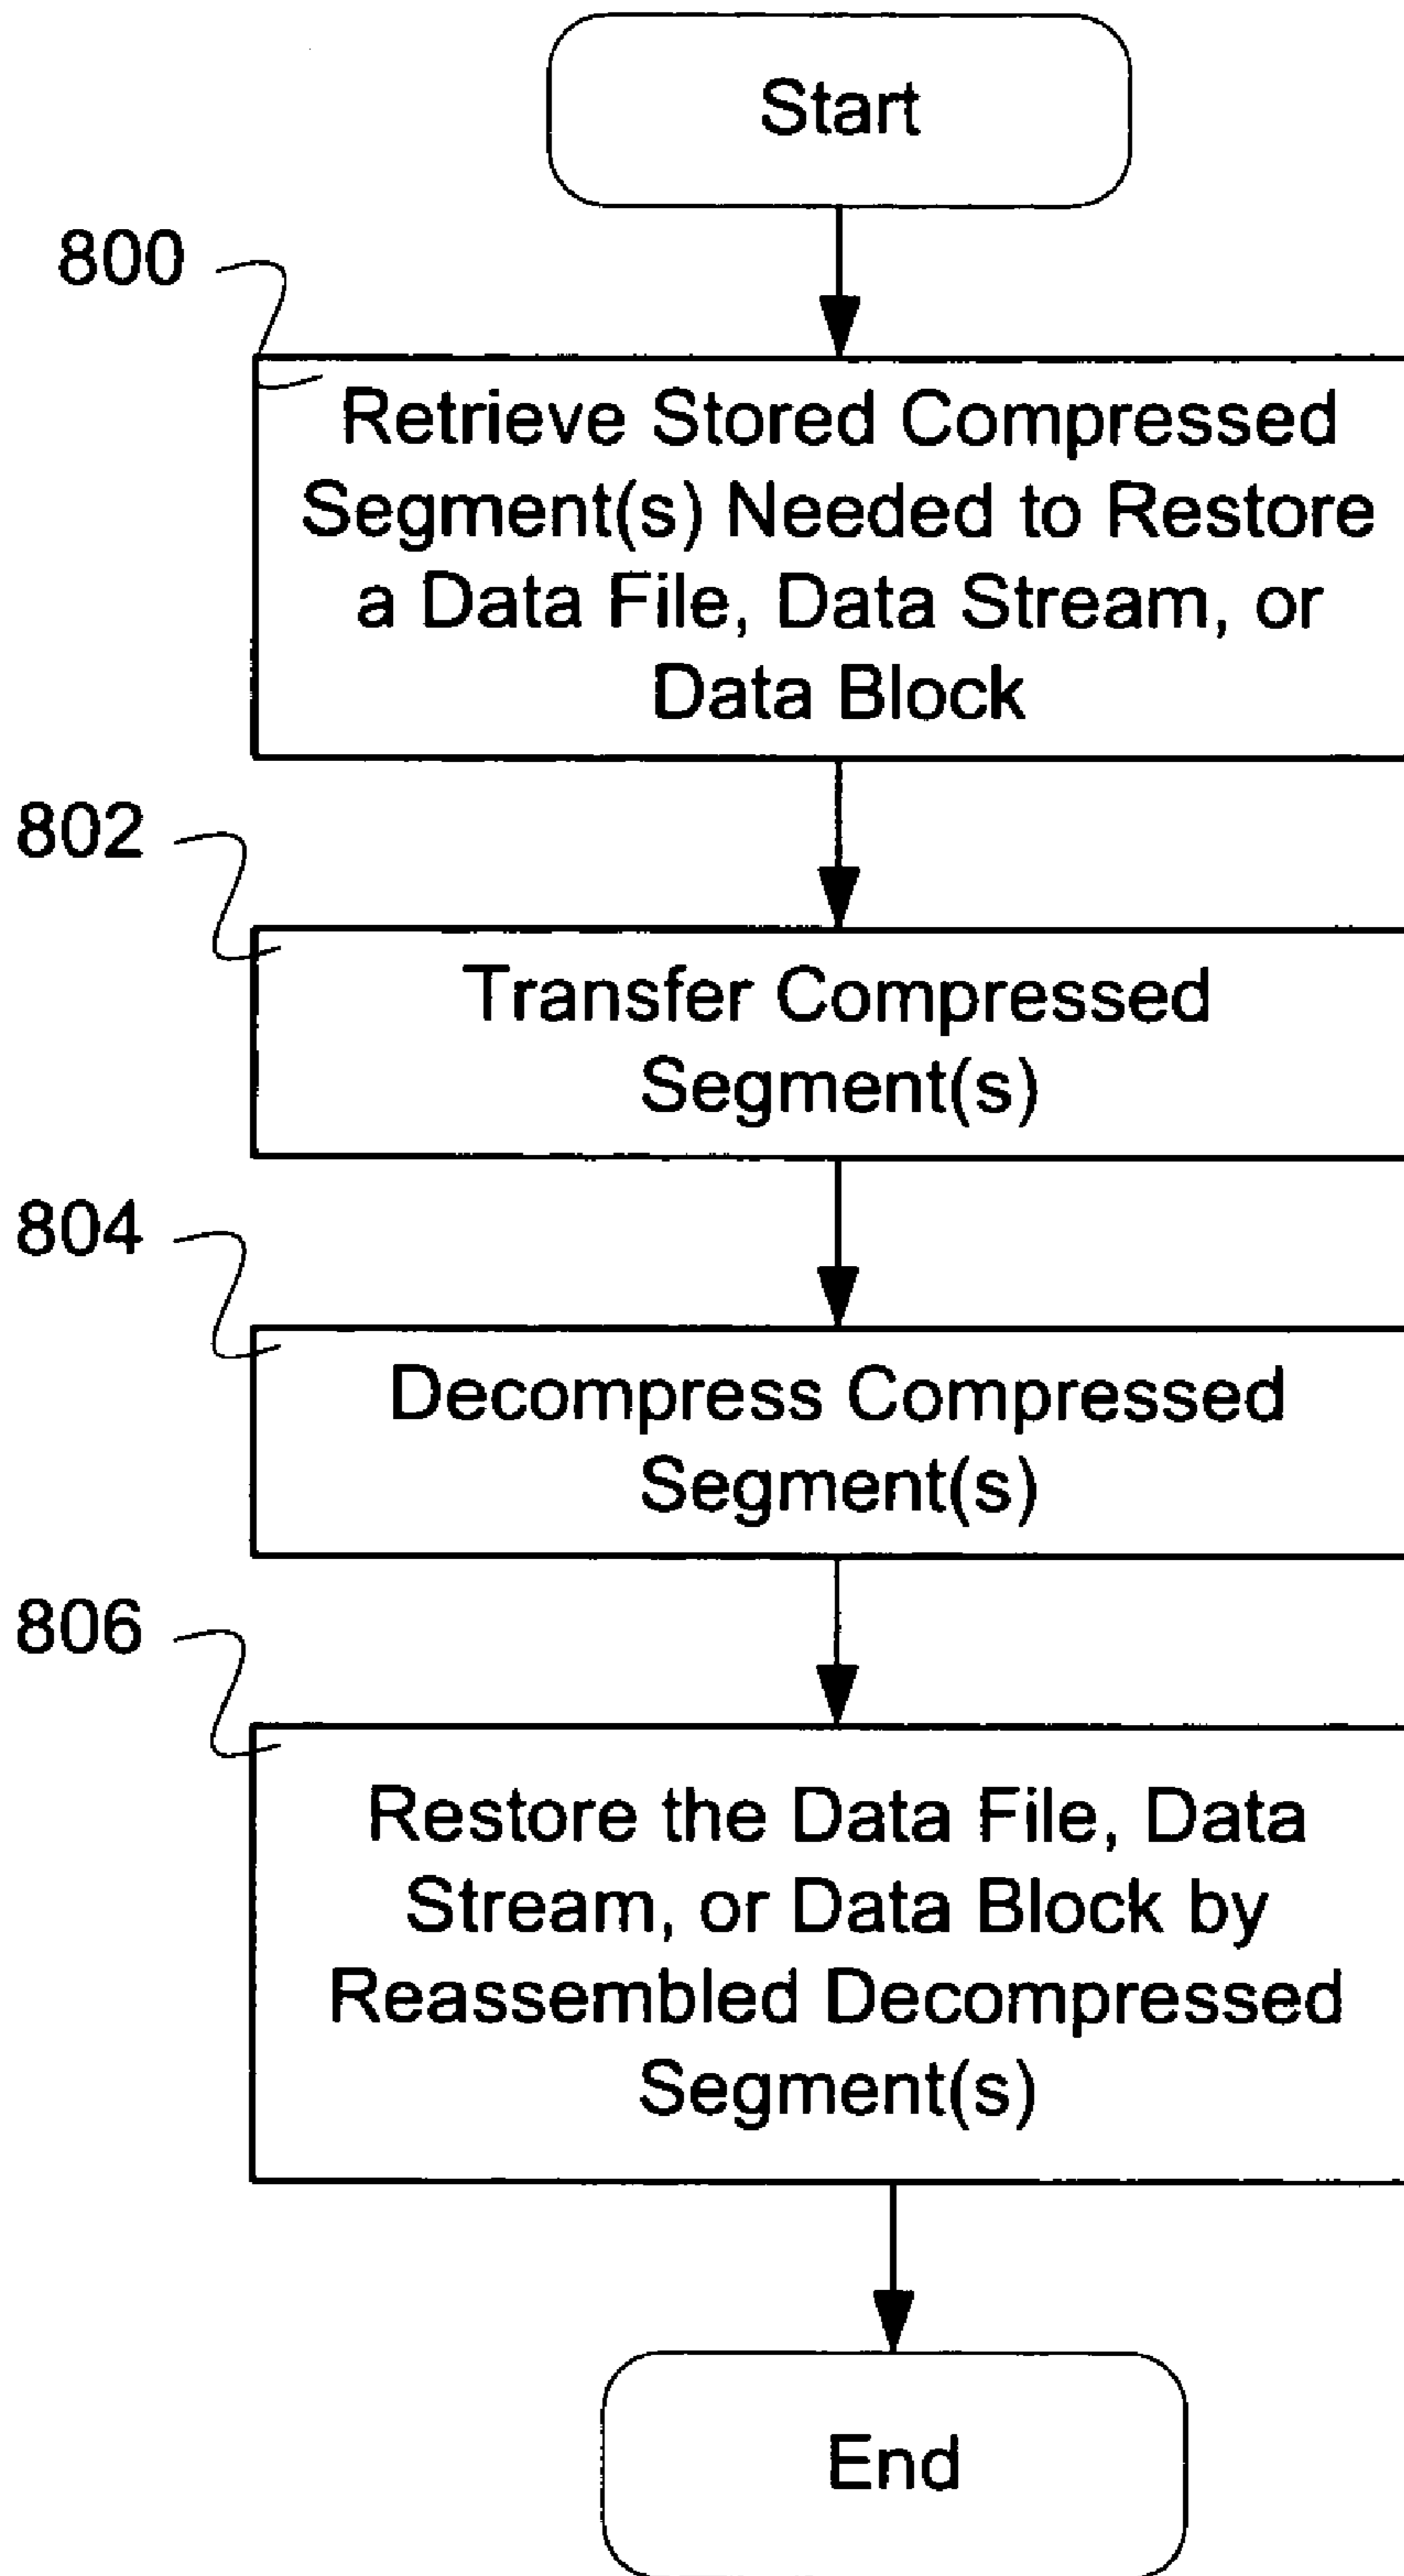 Start
800
Retrieve Stored Compressed
Segment(s) Needed to Restore
a Data File, Data Stream, or
Data Block
802
Transfer Compressed
Segment(s)
804
Decompress Compressed
Segment(s)
806
Restore the Data File, Data
Stream, or Data Block by
Reassembled Decompressed
Segment(s)
End